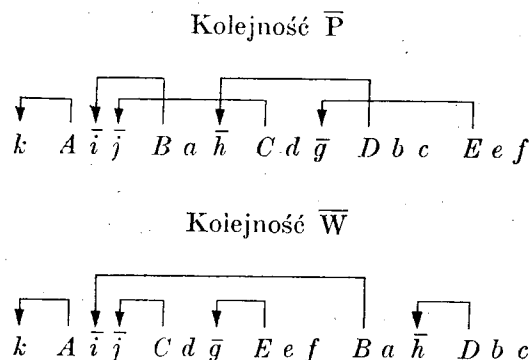 Kolejność P̅
k A i̅ j̅ B a h̅ C d g̅ D b c E e f
Kolejność W̅
k A i̅ j̅ C d g̅ E e f B a h̅ D b c